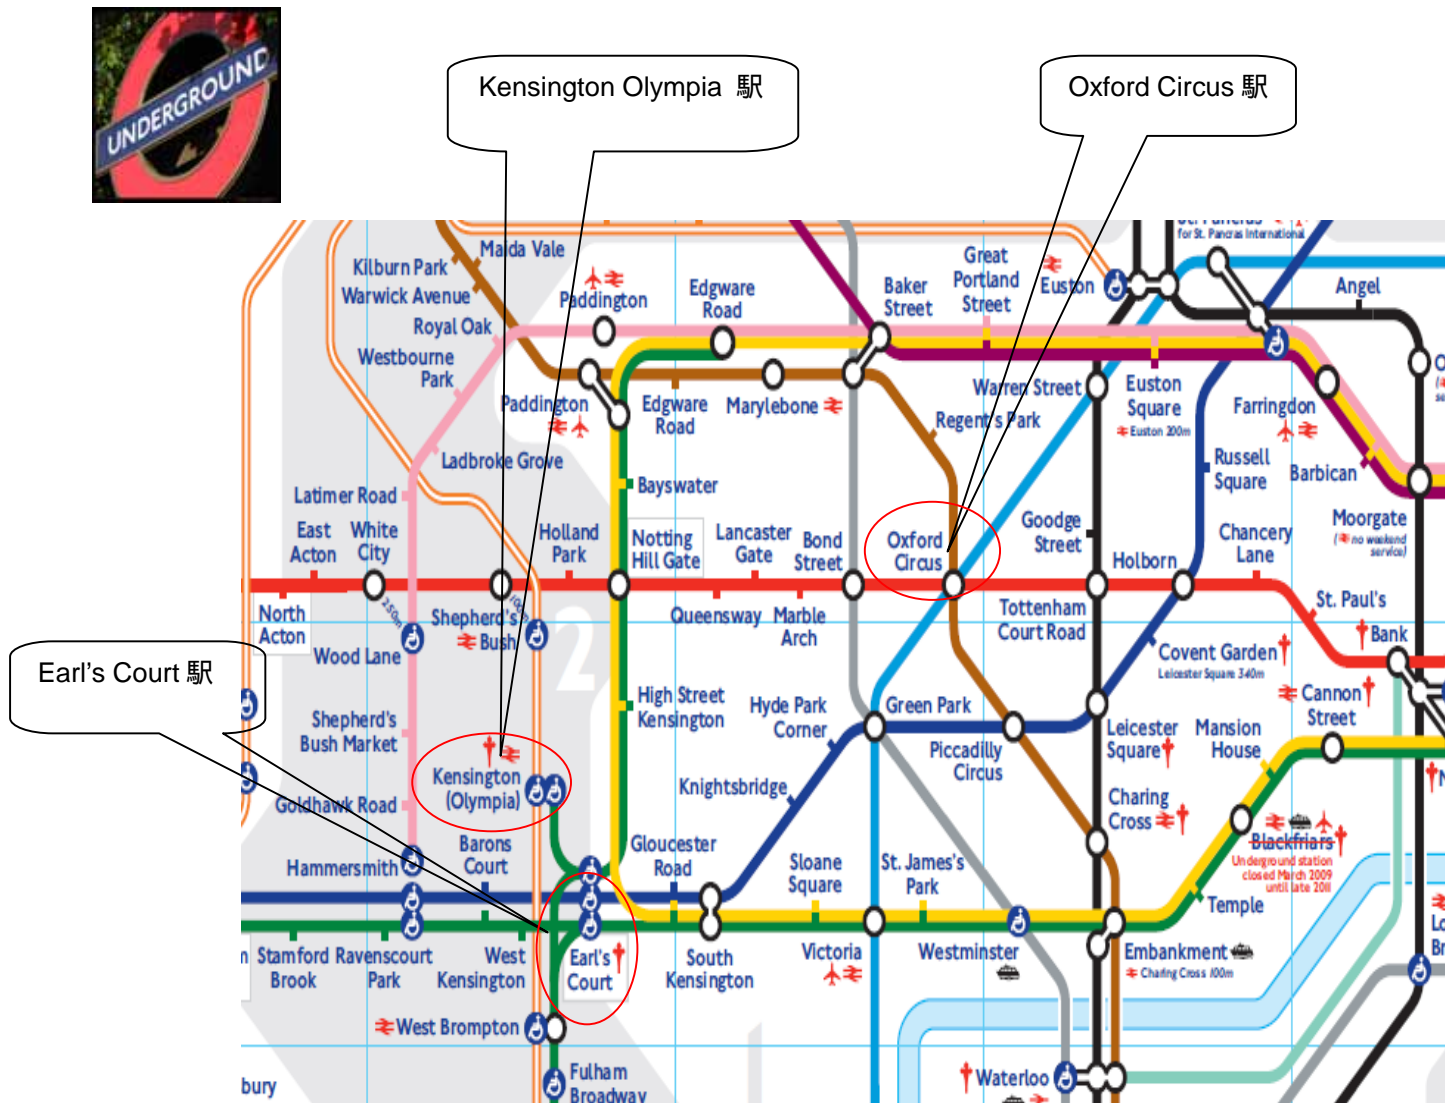 UNDERGROUND
Kensington Olympia 駅
Oxford Circus 駅
Earl's Court 駅
for St. Pancras International
Maida Vale
Kilburn Park
Warwick Avenue
Royal Oak
Westbourne
Park
Paddington
Edgware
Road
Baker
Street
Great
Portland
Street
Euston
Angel
Paddington
Edgware
Road
Marylebone
Regent's Park
Warren Street
Euston
Square
Euston 200m
Farringdon
Barbican
Russell
Square
Ladbroke Grove
Latimer Road
Bayswater
East
Acton
White
City
Holland
Park
Notting
Hill Gate
Lancaster
Gate
Bond
Street
Oxford
Circus
Goodge
Street
Holborn
Chancery
Lane
Moorgate
(no weekend
service)
North
Acton
250m
Shepherd's
Bush
100m
Wood Lane
2
Queensway
Marble
Arch
Tottenham
Court Road
St. Paul's
Bank
Covent Garden
Leicester Square 340m
Cannon
Street
Shepherd's
Bush Market
High Street
Kensington
Hyde Park
Corner
Green Park
Piccadilly
Circus
Leicester
Square
Mansion
House
Kensington
(Olympia)
Goldhawk Road
Knightsbridge
Charing
Cross
Blackfriars
Underground station
closed March 2009
until late 2011
Hammersmith
Barons
Court
Gloucester
Road
Sloane
Square
St. James's
Park
Temple
Stamford
Brook
Ravenscourt
Park
West
Kensington
Earl's
Court
South
Kensington
Victoria
Westminster
Embankment
Charing Cross 100m
West Brompton
Fulham
Broadway
Waterloo
bury